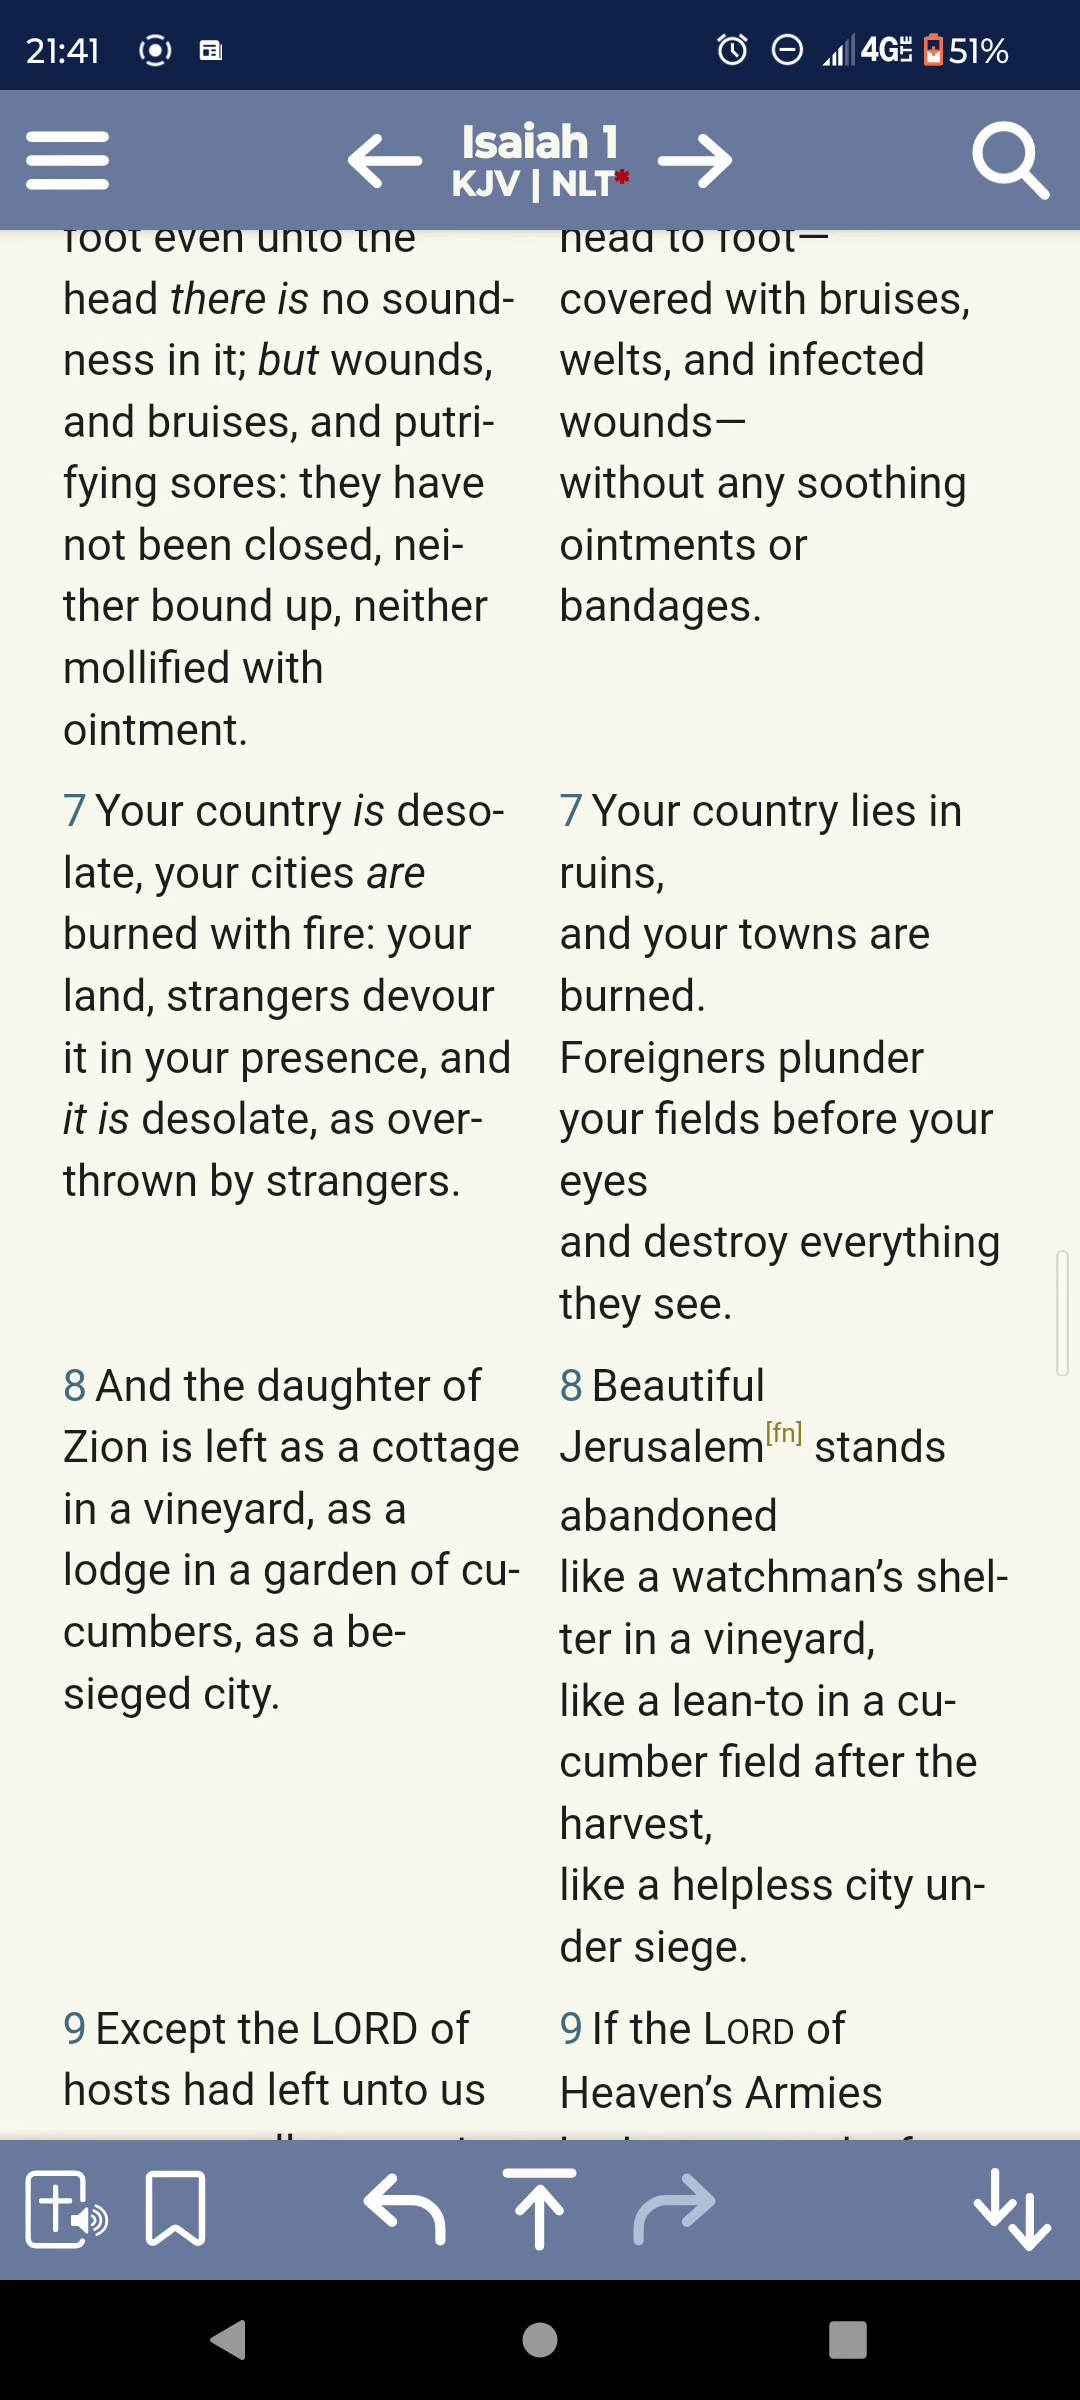 21:41
4G LTE 51%
Isaiah 1
KJV | NLT*
foot even unto the
head there is no sound-
ness in it; but wounds,
and bruises, and putri-
fying sores: they have
not been closed, nei-
ther bound up, neither
mollified with
ointment.
head to foot—
covered with bruises,
welts, and infected
wounds—
without any soothing
ointments or
bandages.
7 Your country is deso-
late, your cities are
burned with fire: your
land, strangers devour
it in your presence, and
it is desolate, as over-
thrown by strangers.
7 Your country lies in
ruins,
and your towns are
burned.
Foreigners plunder
your fields before your
eyes
and destroy everything
they see.
8 And the daughter of
Zion is left as a cottage
in a vineyard, as a
lodge in a garden of cu-
cumbers, as a be-
sieged city.
8 Beautiful
Jerusalem[fn] stands
abandoned
like a watchman’s shel-
ter in a vineyard,
like a lean-to in a cu-
cumber field after the
harvest,
like a helpless city un-
der siege.
9 Except the LORD of
hosts had left unto us
9 If the LORD of
Heaven’s Armies